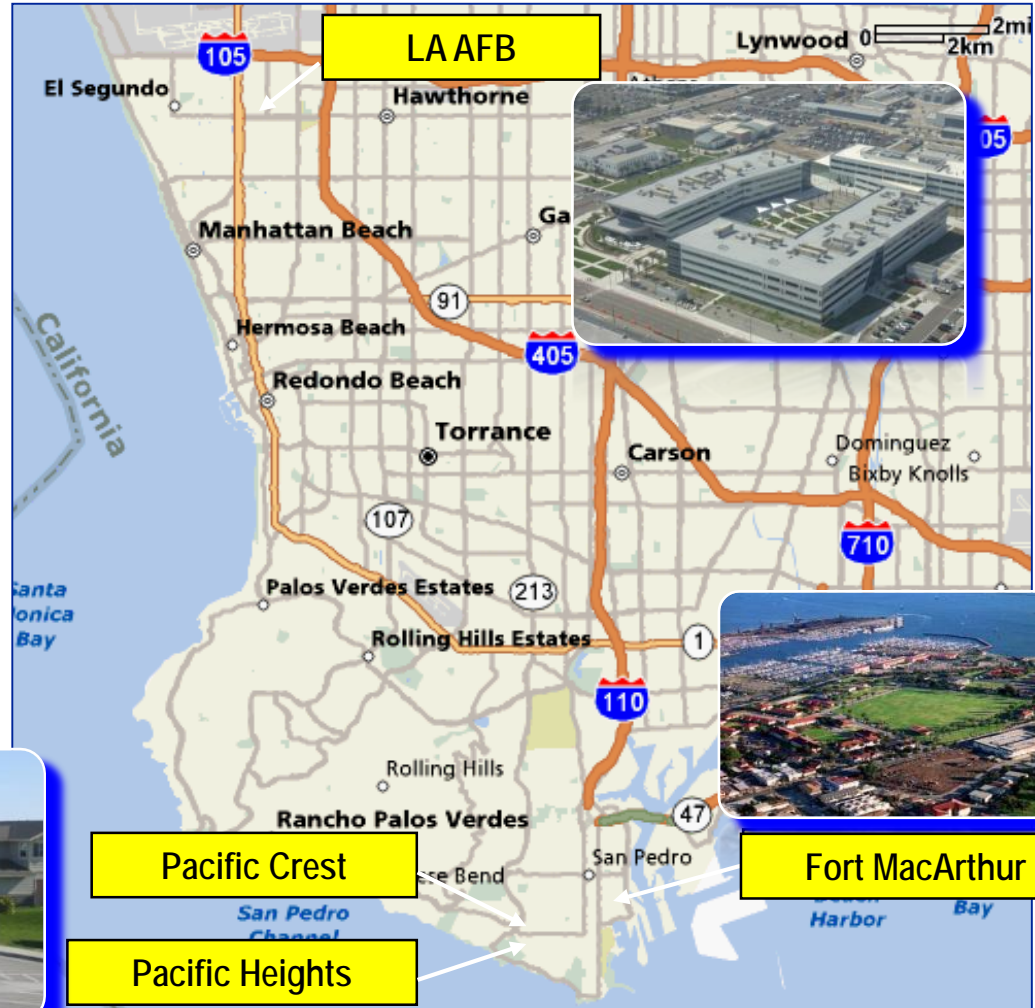 LA AFB
105
Lynwood
0 2mi
2km
El Segundo
Hawthorne
05
Manhattan Beach
Ga
91
California
Hermosa Beach
405
Redondo Beach
Torrance
Carson
Dominguez
Bixby Knolls
107
710
Santa
onica
Bay
Palos Verdes Estates
213
Rolling Hills Estates
1
110
Rolling Hills
Rancho Palos Verdes
47
Pacific Crest
San Pedro
ese Bend
Fort MacArthur
San Pedro
Channel
Harbor
Bay
Pacific Heights